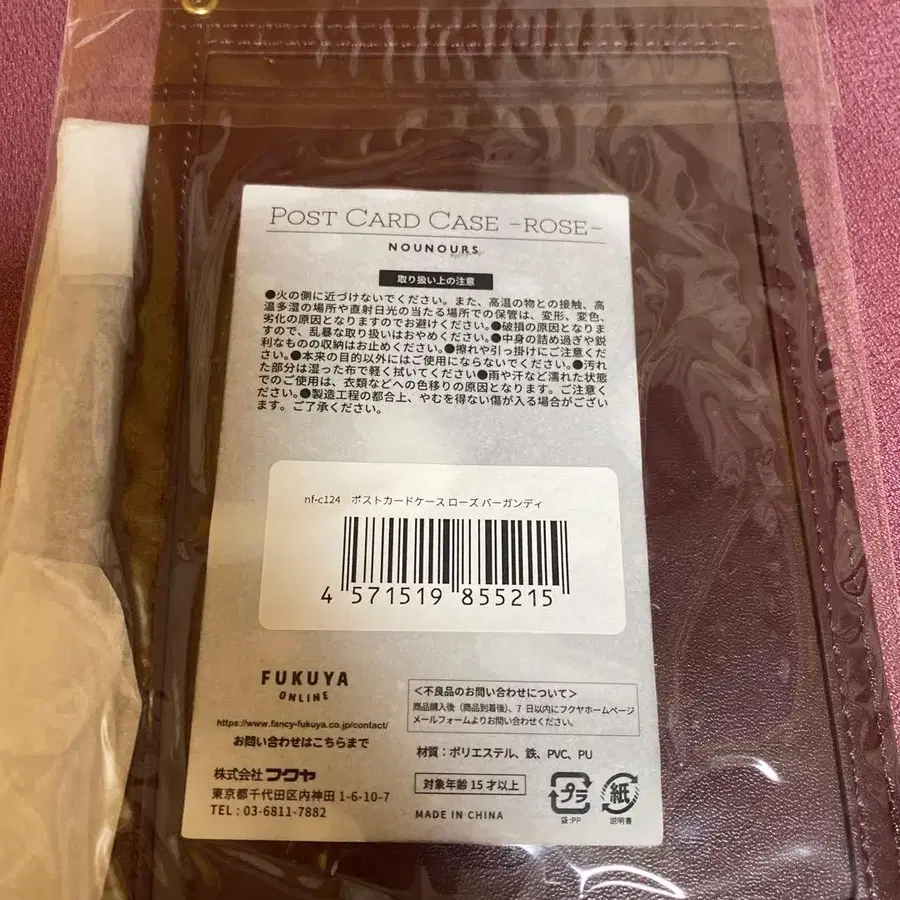 POST CARD CASE -ROSE-
NOUNOURS
取り扱い上の注意
●火の側に近づけないでください。また、高温の物との接触、高
温多湿の場所や直射日光の当たる場所での保管は、変形、変色、
劣化の原因となりますのでお避けください。●破損の原因となりま
すので、乱暴な取り扱いはおやめください。●中身の詰め過ぎや鋭
利なものの収納はお止めください。●擦れや引っ掛けにご注意くだ
さい。●本来の目的以外にはご使用にならないでください。●汚れ
た部分は湿った布で軽く拭いてください●雨や汗など濡れた状態
でのご使用は、衣類などへの色移りの原因となります。ご注意く
ださい。●製造工程の都合上、やむを得ない傷が入る場合がござい
ます。ご了承ください。
nf-c124 ポストカードケース ローズ バーガンディ
4 571519 855215
FUKUYA
ONLINE
https://www.fancy-fukuya.co.jp/contact/
お問い合わせはこちらまで
株式会社フクヤ
東京都千代田区内神田 1-6-10-7
TEL : 03-6811-7882
＜不良品のお問い合わせについて＞
商品購入後（商品到着後）、7 日以内にフクヤホームページ
メールフォームよりお問い合わせください。
材質：ポリエステル、鉄、PVC、PU
対象年齢 15 才以上
MADE IN CHINA
プラ
袋:PP
紙
説明書